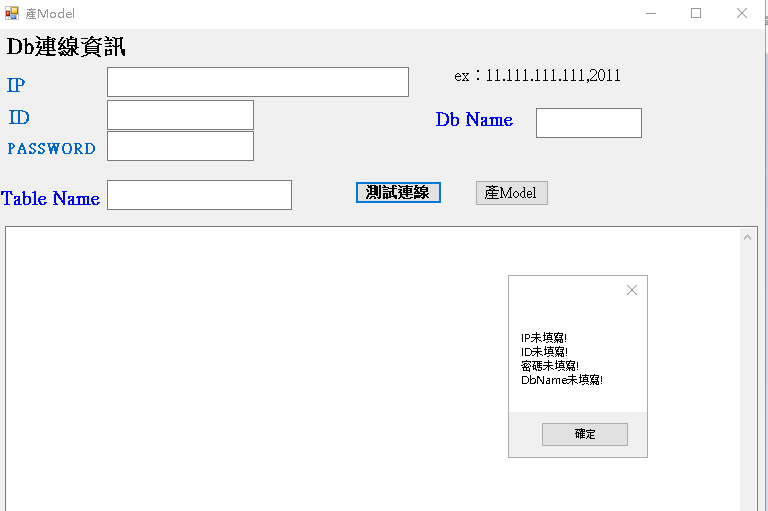 產Model
Db連線資訊
IP
ex：11.111.111.111,2011
ID
Db Name
PASSWORD
Table Name
測試連線
產Model
IP未填寫!
ID未填寫!
密碼未填寫!
DbName未填寫!
確定